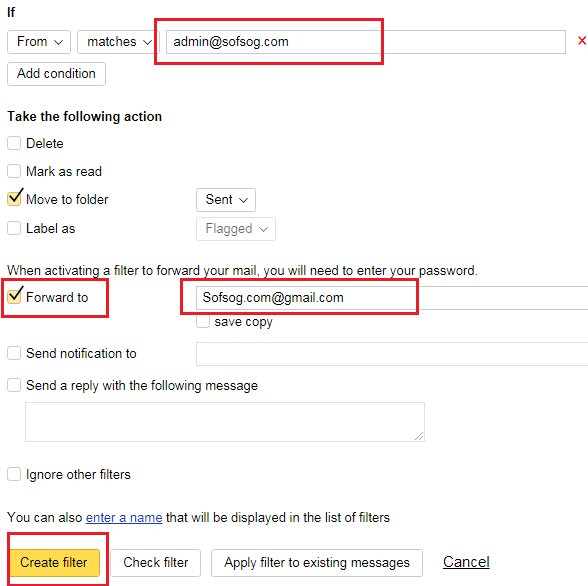 If
From matches admin@sofsog.com
Add condition
Take the following action
Delete
Mark as read
Move to folder Sent
Label as Flagged
When activating a filter to forward your mail, you will need to enter your password.
Forward to Sofsog.com@gmail.com
save copy
Send notification to
Send a reply with the following message
Ignore other filters
You can also enter a name that will be displayed in the list of filters
Create filter Check filter Apply filter to existing messages Cancel